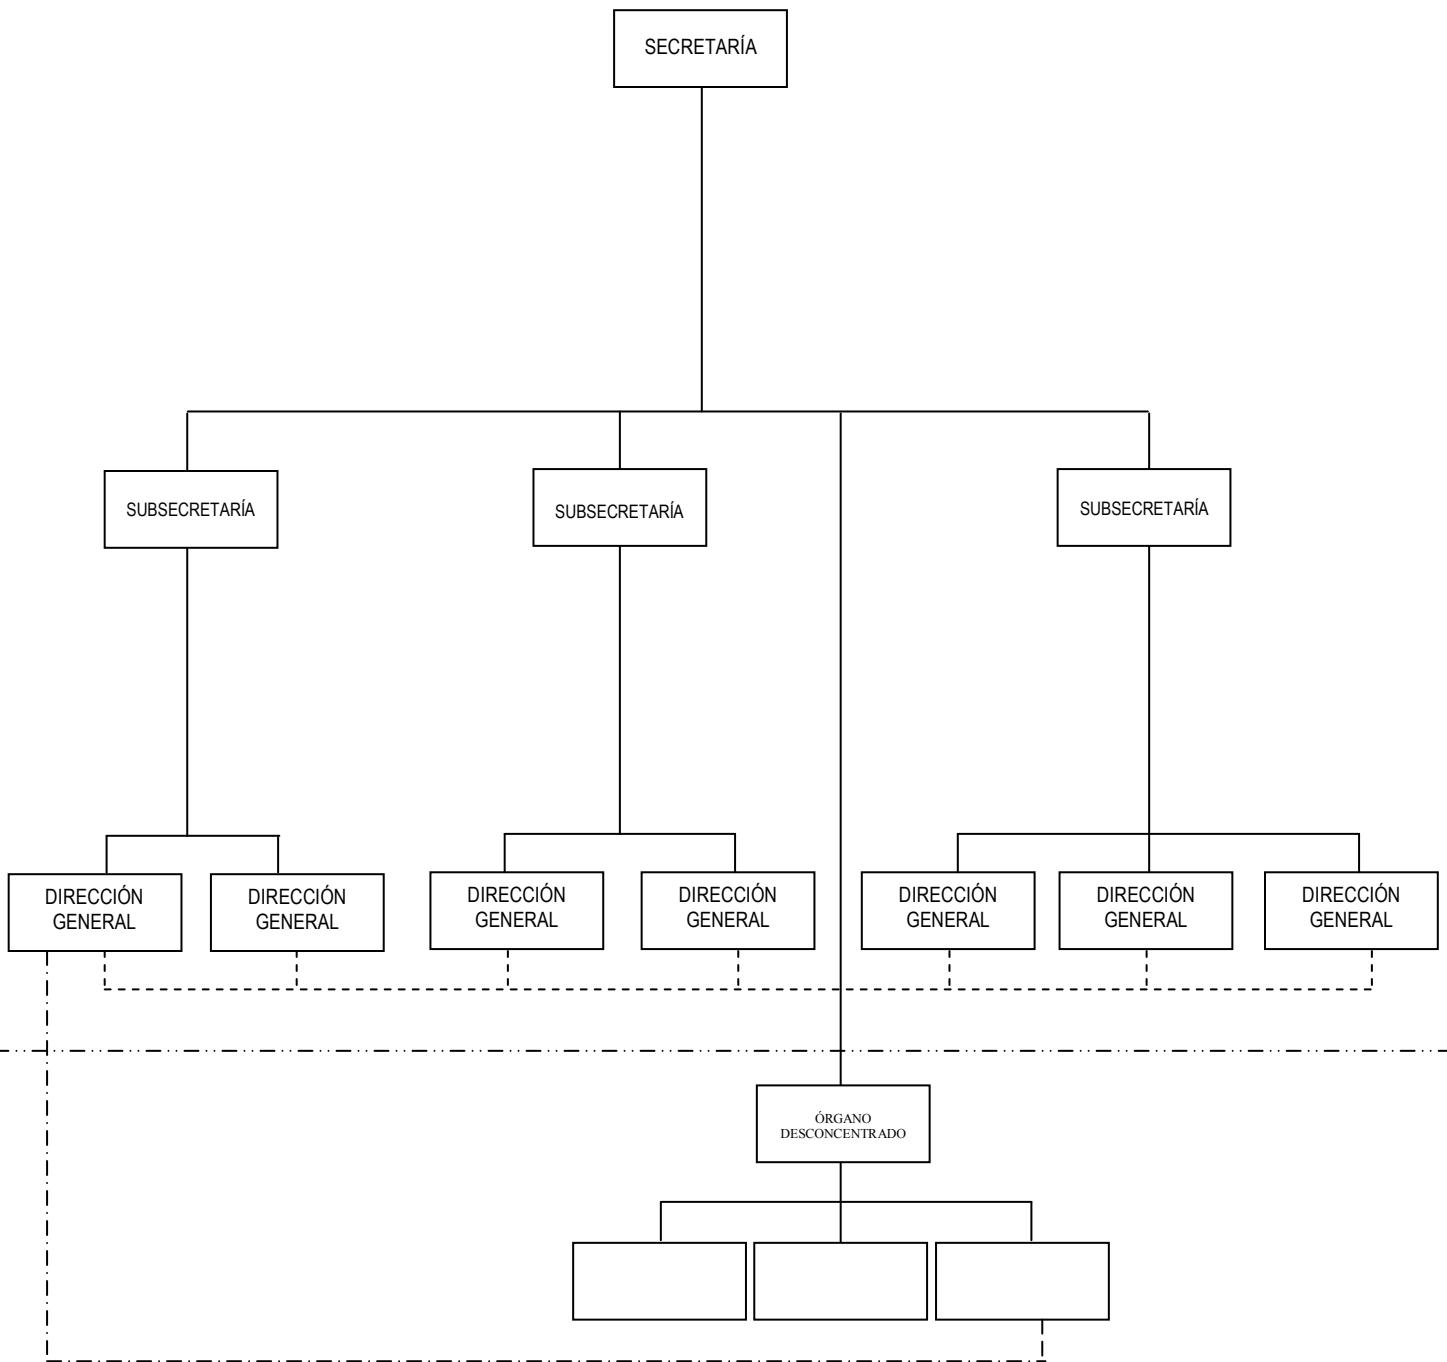 SECRETARÍA
SUBSECRETARÍA
SUBSECRETARÍA
SUBSECRETARÍA
DIRECCIÓN
GENERAL
DIRECCIÓN
GENERAL
DIRECCIÓN
GENERAL
DIRECCIÓN
GENERAL
DIRECCIÓN
GENERAL
DIRECCIÓN
GENERAL
DIRECCIÓN
GENERAL
ÓRGANO
DESCONCENTRADO